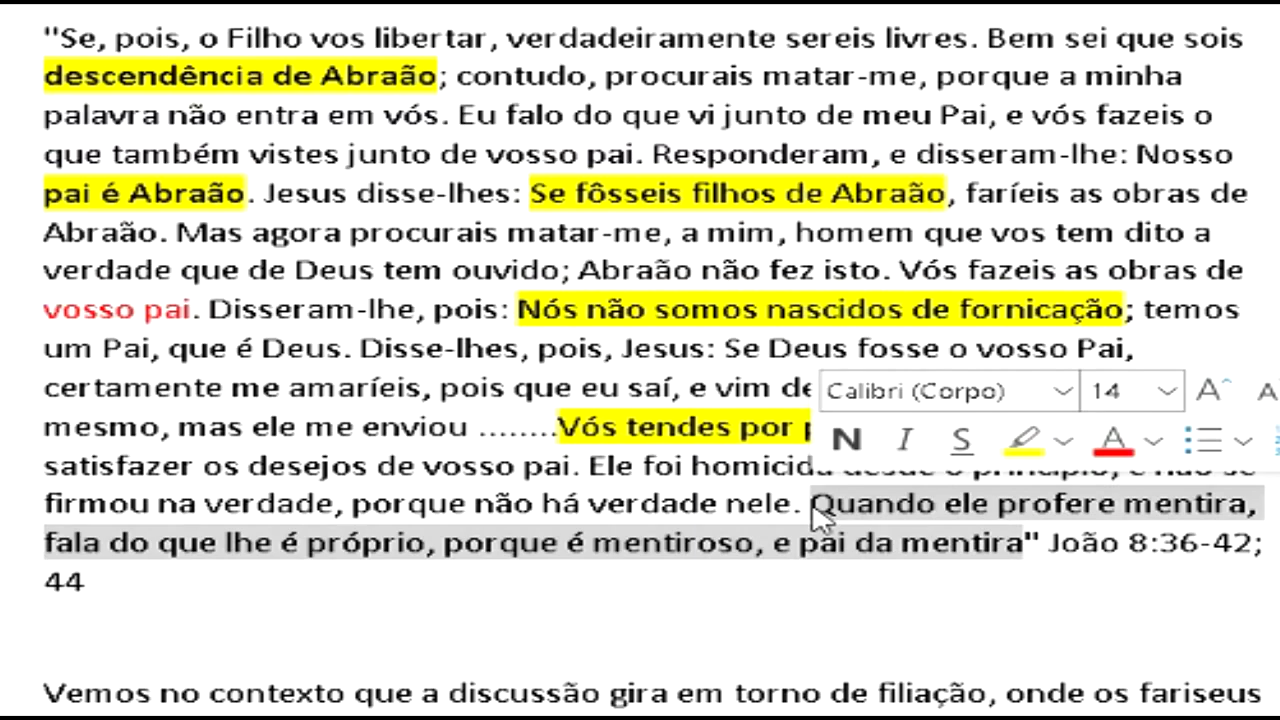 "Se, pois, o Filho vos libertar, verdadeiramente sereis livres. Bem sei que sois
descendência de Abraão; contudo, procurais matar-me, porque a minha
palavra não entra em vós. Eu falo do que vi junto de meu Pai, e vós fazeis o
que também vistes junto de vosso pai. Responderam, e disseram-lhe: Nosso
pai é Abraão. Jesus disse-lhes: Se fôsseis filhos de Abraão, faríeis as obras de
Abraão. Mas agora procurais matar-me, a mim, homem que vos tem dito a
verdade que de Deus tem ouvido; Abraão não fez isto. Vós fazeis as obras de
vosso pai. Disseram-lhe, pois: Nós não somos nascidos de fornicação; temos
um Pai, que é Deus. Disse-lhes, pois, Jesus: Se Deus fosse o vosso Pai,
certamente me amaríeis, pois que eu saí, e vim de
Calibri (Corpo) 14 A A
mesmo, mas ele me enviou ........Vós tendes por
N I S A
satisfazer os desejos de vosso pai. Ele foi homicida desde o princípio, e não se
firmou na verdade, porque não há verdade nele. Quando ele profere mentira,
fala do que lhe é próprio, porque é mentiroso, e pai da mentira" João 8:36-42;
44
Vemos no contexto que a discussão gira em torno de filiação, onde os fariseus